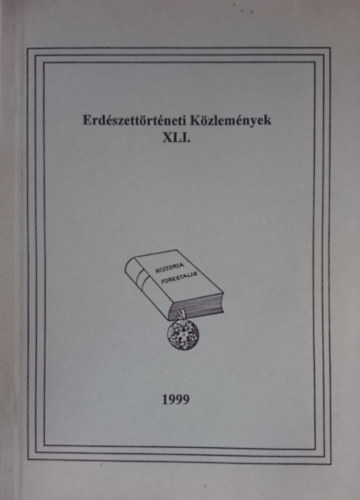 Erdészettörténeti Közlemények
XLI.
HISTORIA
FORESTALIS
1999